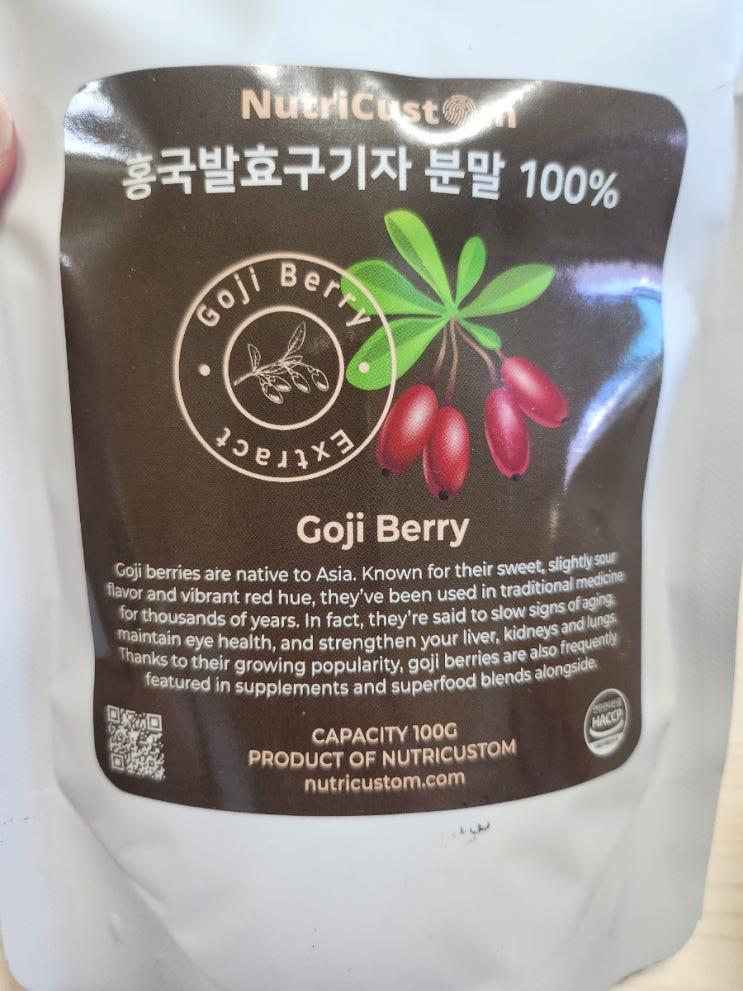 NutriCustom
홍국발효구기자 분말 100%
Goji Berry
Extract
Goji Berry
Goji berries are native to Asia. Known for their sweet, slightly sour
flavor and vibrant red hue, they've been used in traditional medicine
for thousands of years. In fact, they're said to slow signs of aging,
maintain eye health, and strengthen your liver, kidneys and lungs.
Thanks to their growing popularity, goji berries are also frequently
featured in supplements and superfood blends alongside.
CAPACITY 100G
PRODUCT OF NUTRICUSTOM
nutricustom.com
HACCP